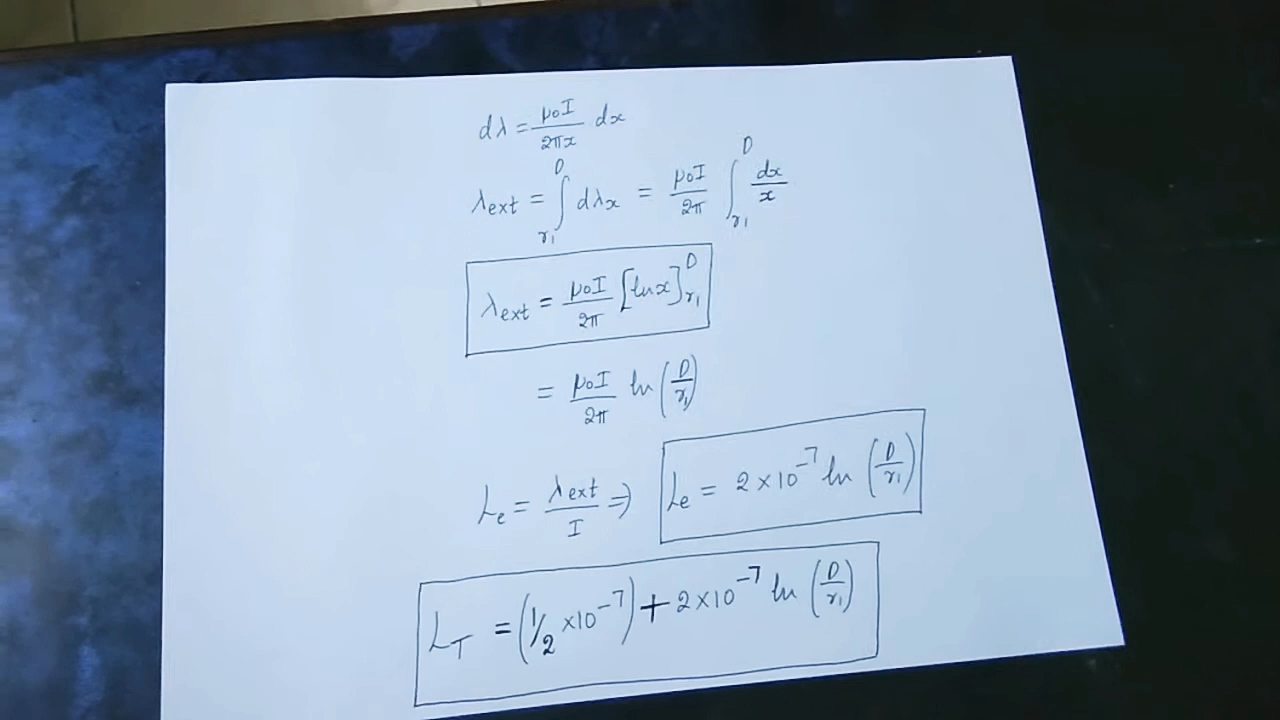 dλ = μ₀I/2πx dx
λext = ∫_{r₁}^{D} dλx = μ₀I/2π ∫_{r₁}^{D} dx/x
λext = μ₀I/2π [ln x]_{r₁}^{D}
= μ₀I/2π ln (D/r₁)
Le = λext/I ⇒ Le = 2×10⁻⁷ ln (D/r₁)
L_T = (1/2 ×10⁻⁷) + 2×10⁻⁷ ln (D/r₁)